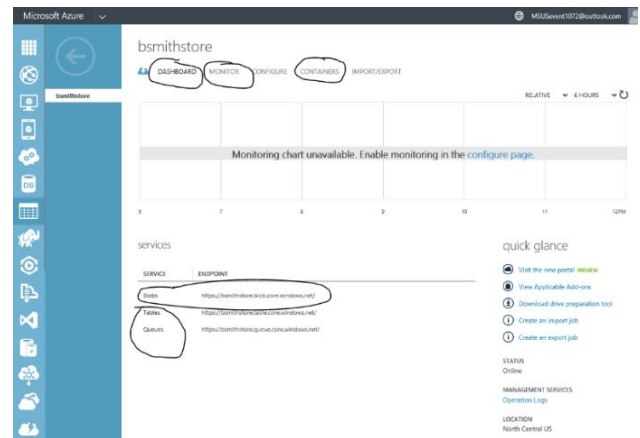 Microsoft Azure
MSUSevent1072@outlook.com
bsmithstore
DASHBOARD MONITOR CONFIGURE CONTAINERS IMPORT/EXPORT
bsmithstore
RELATIVE 6 HOURS
Monitoring chart unavailable. Enable monitoring in the configure page.
6 7 8 9 10 11 12PM
services
quick glance
SERVICE ENDPOINT
Visit the new portal PREVIEW
Blobs https://bsmithstore.blob.core.windows.net/
View Applicable Add-ons
Tables https://bsmithstore.table.core.windows.net/
Download drive preparation tool
Queues https://bsmithstore.queue.core.windows.net/
Create an import job
Create an export job
STATUS
Online
MANAGEMENT SERVICES
Operation Logs
LOCATION
North Central US
DB